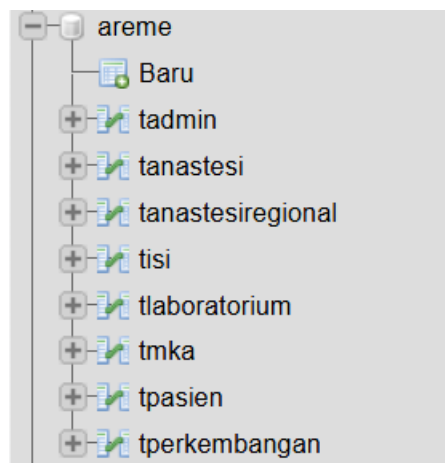 areme
Baru
tadmin
tanastesi
tanastesiregional
tisi
tlaboratorium
tmka
tpasien
tperkembangan